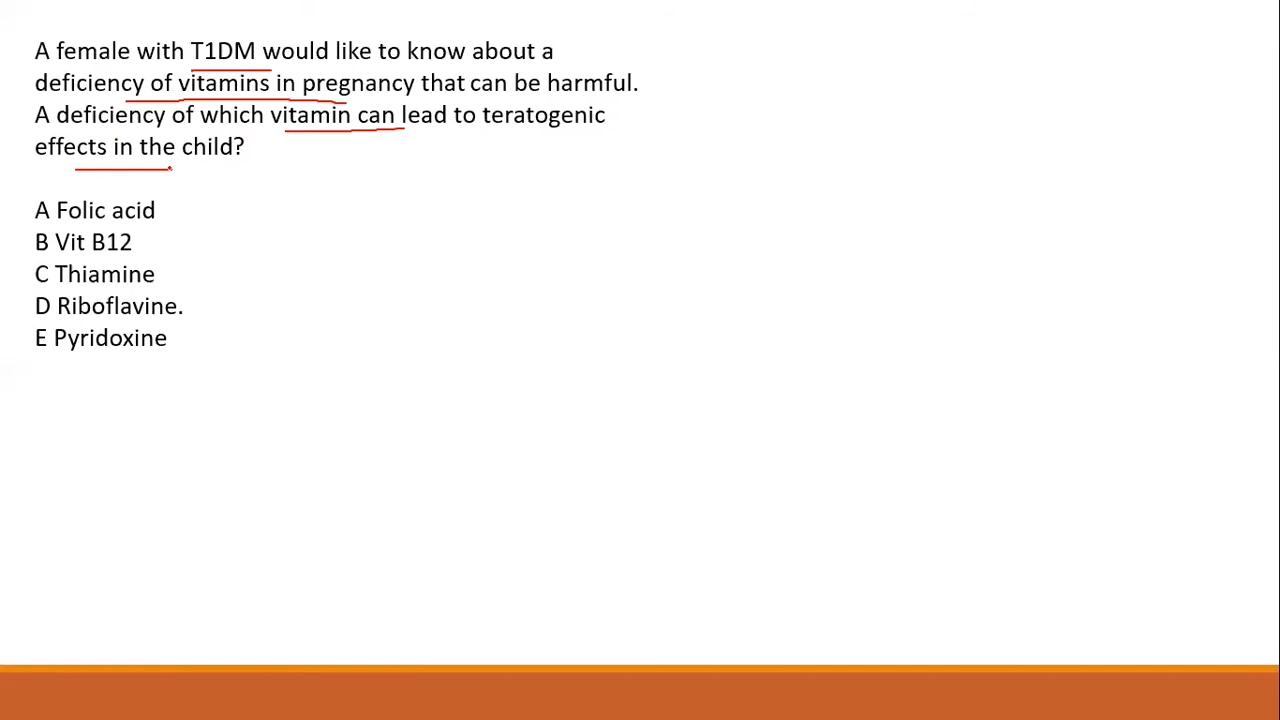 A female with T1DM would like to know about a
deficiency of vitamins in pregnancy that can be harmful.
A deficiency of which vitamin can lead to teratogenic
effects in the child?
A Folic acid
B Vit B12
C Thiamine
D Riboflavine.
E Pyridoxine